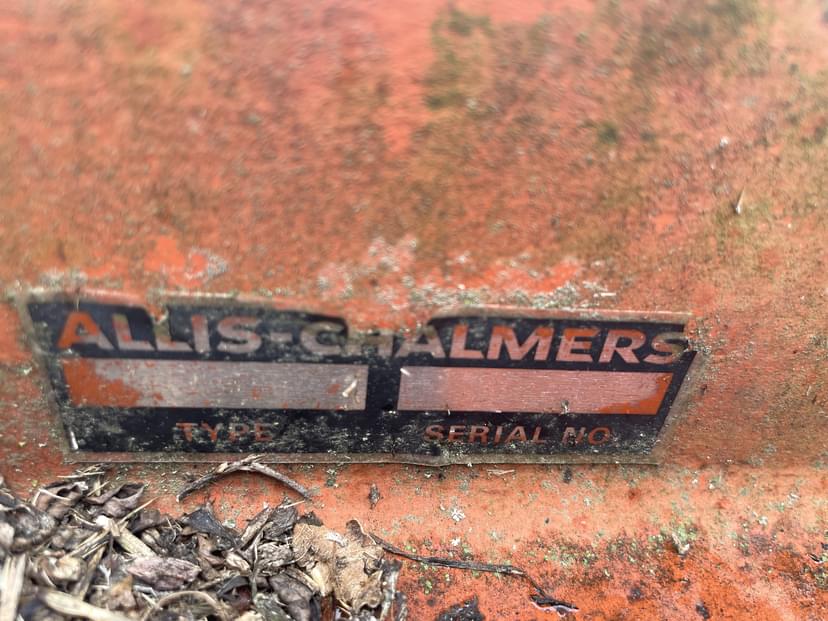 ALLIS-CHALMERS
TYPE SERIAL NO